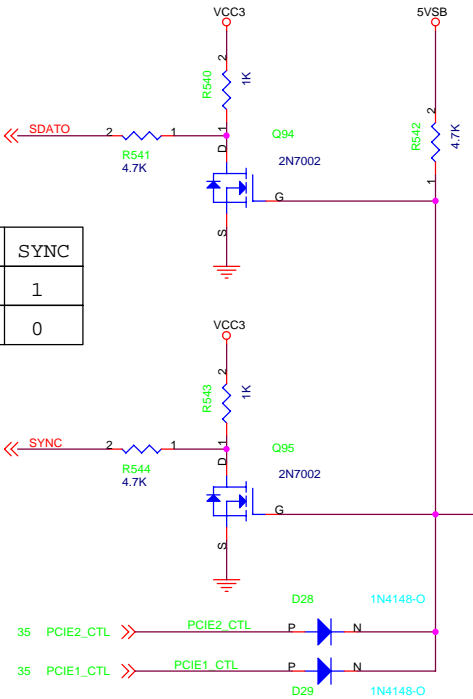 VCC3
5VSB
2
R540
1K
1
SDATO
2
1
R541
4.7K
Q94
2N7002
D
G
S
2
R542
4.7K
1
SYNC
1
0
VCC3
2
R543
1K
1
SYNC
2
1
R544
4.7K
Q95
2N7002
D
G
S
D28
1N4148-O
35 PCIE2_CTL
PCIE2_CTL
P
N
35 PCIE1_CTL
PCIE1_CTL
P
N
D29
1N4148-O